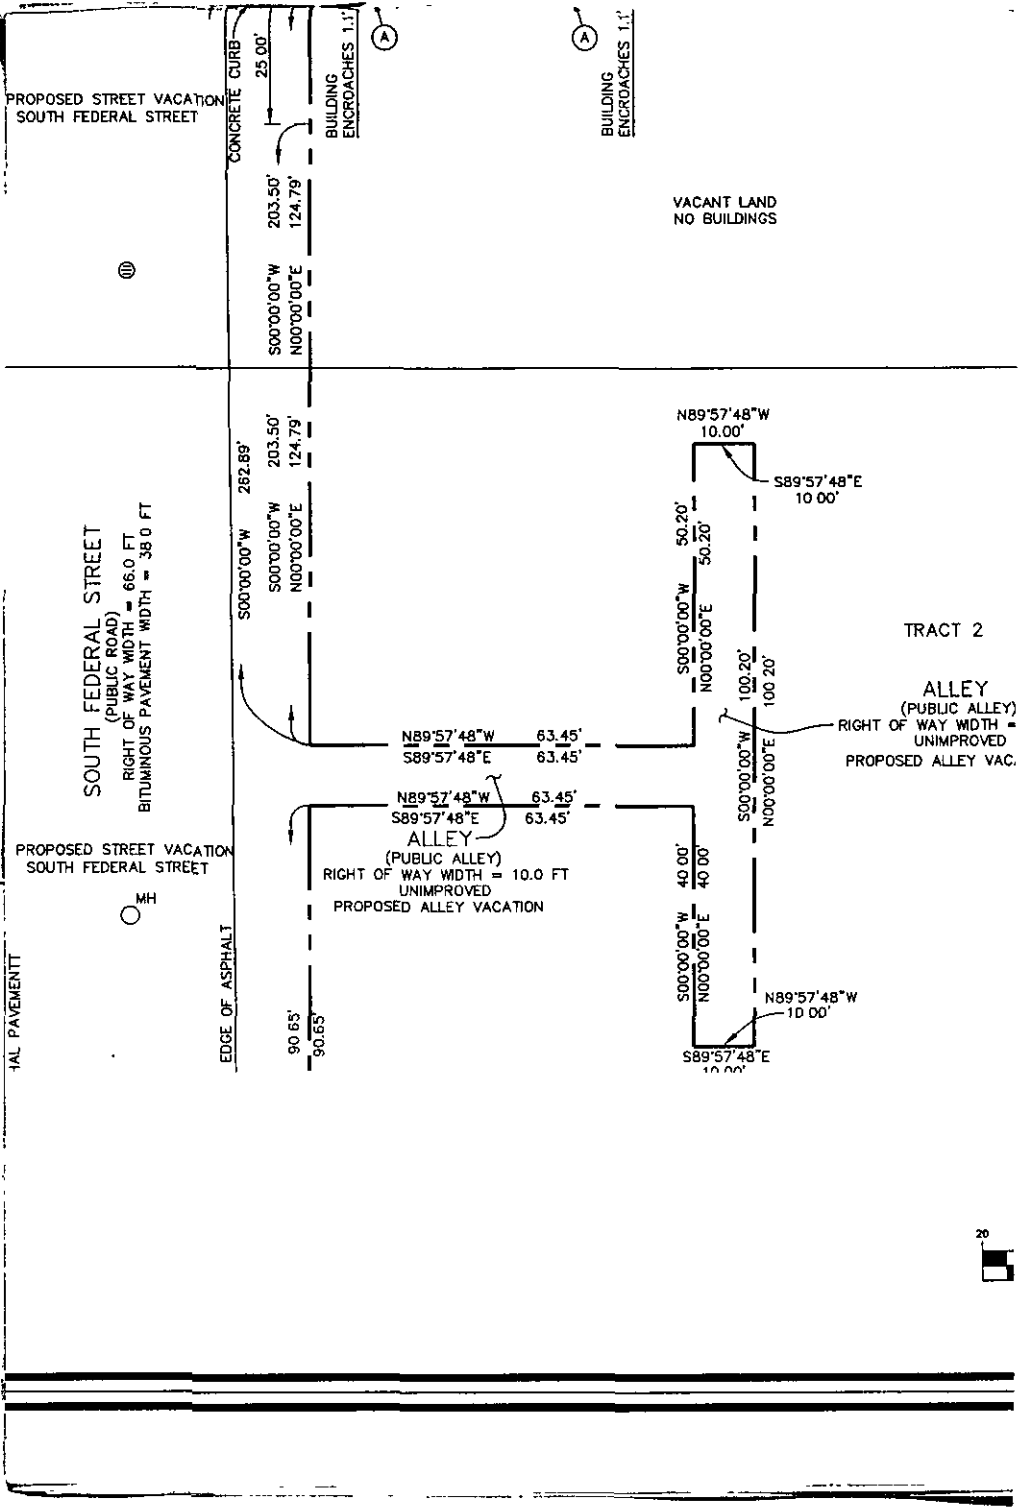 CONCRETE CURB
25 00'
BUILDING
ENCROACHES 1.1'
A
A
BUILDING
ENCROACHES 1.1'
PROPOSED STREET VACATION
SOUTH FEDERAL STREET
203.50'
124.79'
S00°00'00"W
N00°00'00"E
VACANT LAND
NO BUILDINGS
SOUTH FEDERAL STREET
(PUBLIC ROAD)
RIGHT OF WAY WIDTH = 66.0 FT
BITUMINOUS PAVEMENT WIDTH = 38 0 FT
S00°00'00"W 262.89'
S00°00'00"W 203.50'
N00°00'00"E 124.79'
N89°57'48"W
10.00'
S89°57'48"E
10 00'
S00°00'00"W 50.20'
N00°00'00"E 50.20'
S00°00'00"W 100.20'
N00°00'00"E 100 20'
TRACT 2
ALLEY
(PUBLIC ALLEY)
RIGHT OF WAY WIDTH =
UNIMPROVED
PROPOSED ALLEY VAC
N89°57'48"W 63.45'
S89°57'48"E 63.45'
N89°57'48"W 63.45'
S89°57'48"E 63.45'
ALLEY
(PUBLIC ALLEY)
RIGHT OF WAY WIDTH = 10.0 FT
UNIMPROVED
PROPOSED ALLEY VACATION
PROPOSED STREET VACATION
SOUTH FEDERAL STREET
MH
EDGE OF ASPHALT
90 65'
90.65'
S00°00'00"W 40 00'
N00°00'00"E 40 00'
N89°57'48"W
10 00'
S89°57'48"E
10.00'
PAVEMENTT
20